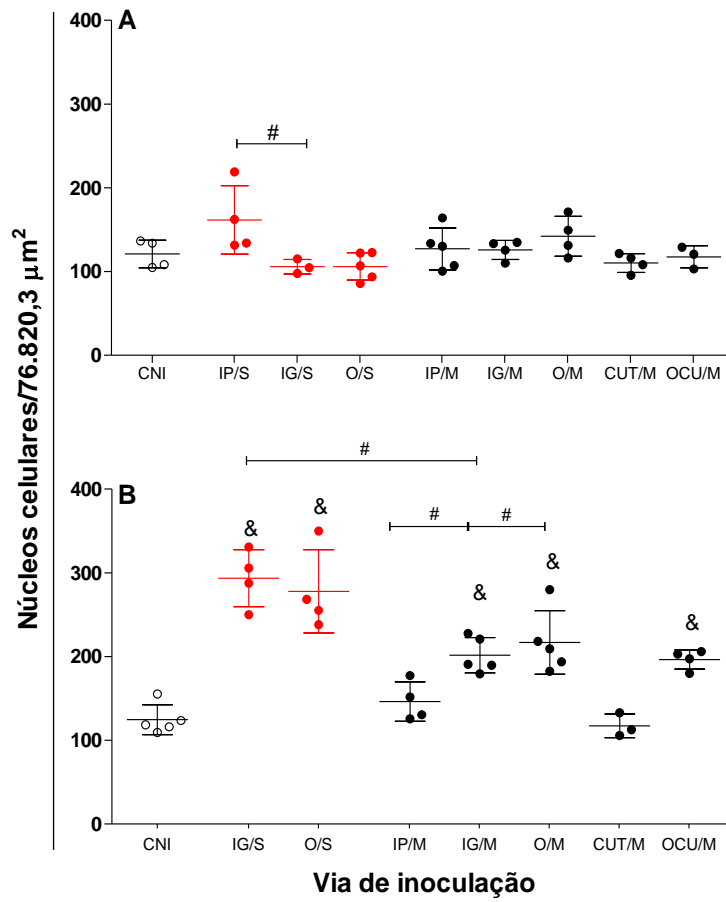 Núcleos celulares/76.820,3 µm²
A
400
300
200
100
0
#
CNI IP/S IG/S O/S IP/M IG/M O/M CUT/M OCU/M
B
400
300
200
100
0
#
# #
& & & & &
CNI IG/S O/S IP/M IG/M O/M CUT/M OCU/M
Via de inoculação